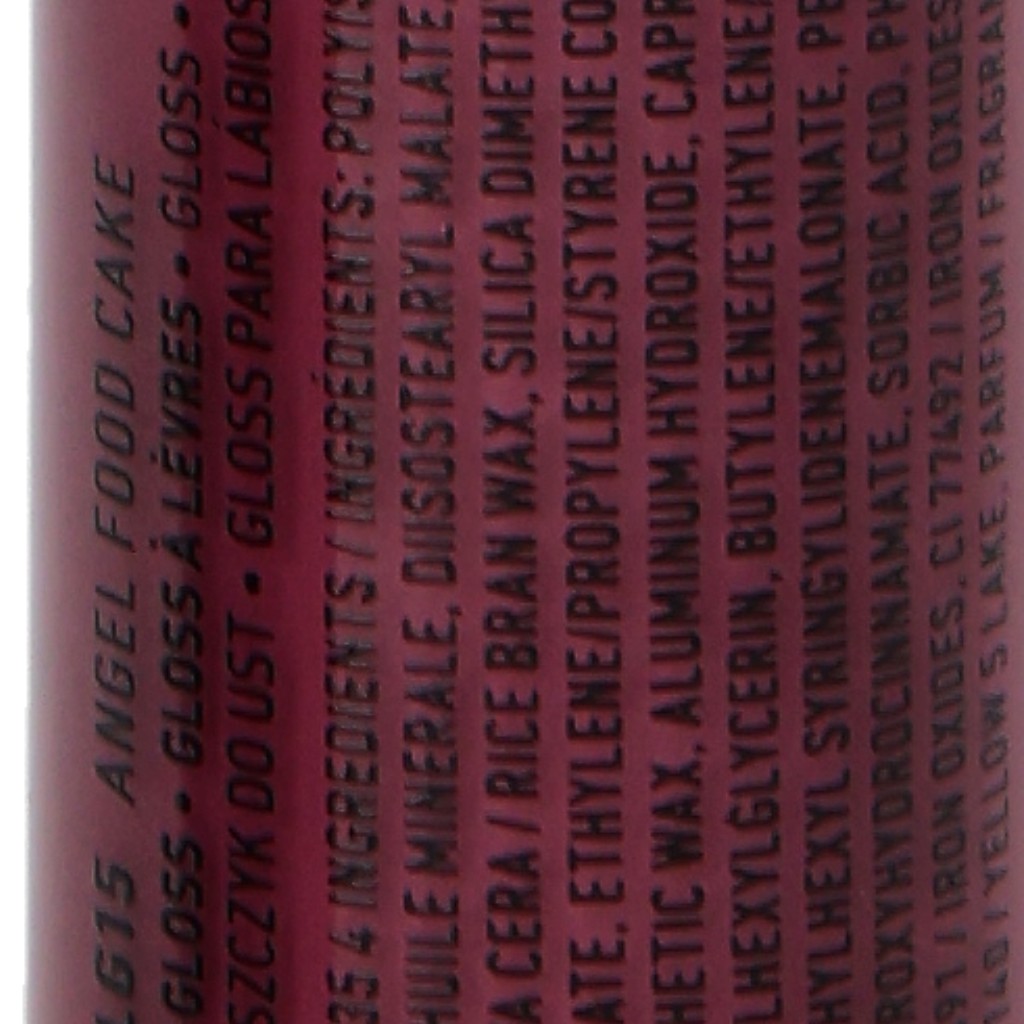 LG15 ANGEL FOOD CAKE
GLOSS • GLOSS À LÈVRES • GLOSS •
SZCZYK DO UST • GLOSS PARA LÁBIOS
35 4 INGREDIENTS / INGRÉDIENTS: POLYIS
HUILE MINERALE, DIISOSTEARYL MALATE,
A CERA / RICE BRAN WAX, SILICA DIMETH
ATE, ETHYLENE/PROPYLENE/STYRENE CO
HETIC WAX, ALUMINUM HYDROXIDE, CAPR
LHEXYLGLYCERIN, BUTYLENE/ETHYLENE/
HYLHEXYL SYRINGYLIDENEMALONATE, PE
ROXYHYDROCINNAMATE, SORBIC ACID, PH
91 / IRON OXIDES, CI 77492 / IRON OXIDES
140 / YELLOW 5 LAKE, PARFUM / FRAGRAN